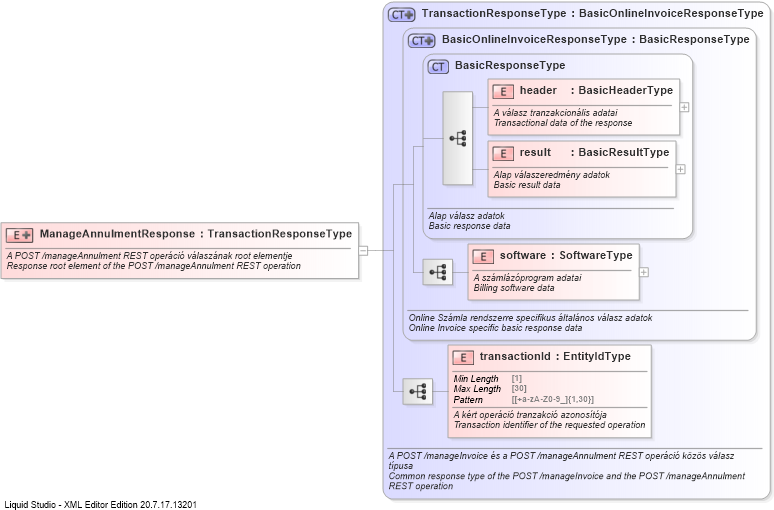 CT TransactionResponseType : BasicOnlineInvoiceResponseType
CT BasicOnlineInvoiceResponseType : BasicResponseType
CT BasicResponseType
E header : BasicHeaderType
A válasz tranzakcionális adatai
Transactional data of the response
E result : BasicResultType
Alap válaszeredmény adatok
Basic result data
Alap válasz adatok
Basic response data
E ManageAnnulmentResponse : TransactionResponseType
A POST /manageAnnulment REST operáció válaszának root elementje
Response root element of the POST /manageAnnulment REST operation
E software : SoftwareType
A számlázóprogram adatai
Billing software data
Online Számla rendszerre specifikus általános válasz adatok
Online Invoice specific basic response data
E transactionId : EntityIdType
Min Length [1]
Max Length [30]
Pattern [[+a-zA-Z0-9_]{1,30}]
A kért operáció tranzakció azonosítója
Transaction identifier of the requested operation
A POST /manageInvoice és a POST /manageAnnulment REST operáció közös válasz
típusa
Common response type of the POST /manageInvoice and the POST /manageAnnulment
REST operation
Liquid Studio - XML Editor Edition 20.7.17.13201